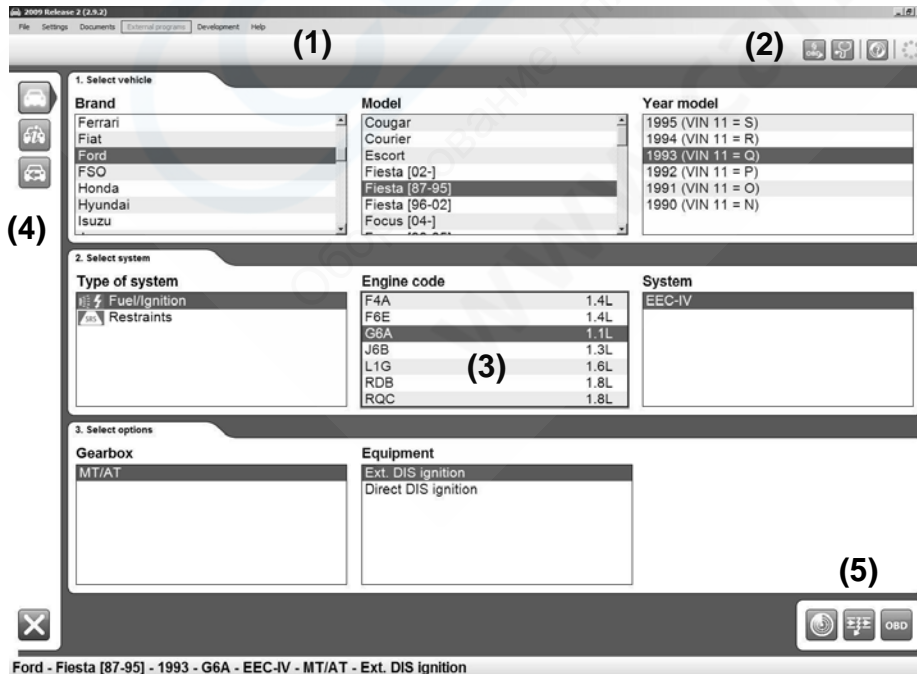 2009 Release 2 (2.9.2)
File Settings Documents External programs Development Help
(1)
(2)
OBD
1. Select vehicle
Brand Model Year model
Ferrari Cougar 1995 (VIN 11 = S)
Fiat Courier 1994 (VIN 11 = R)
Ford Escort 1993 (VIN 11 = Q)
FSO Fiesta [02-] 1992 (VIN 11 = P)
Honda Fiesta [87-95] 1991 (VIN 11 = O)
Hyundai Fiesta [96-02] 1990 (VIN 11 = N)
Isuzu Focus [04-]
(4)
2. Select system
Type of system Engine code System
Fuel/Ignition F4A 1.4L EEC-IV
SRS Restraints F6E 1.4L
G6A 1.1L
J6B 1.3L
L1G 1.6L
RDB 1.8L
RQC 1.8L
(3)
3. Select options
Gearbox Equipment
MT/AT Ext. DIS ignition
Direct DIS ignition
(5)
OBD
Ford - Fiesta [87-95] - 1993 - G6A - EEC-IV - MT/AT - Ext. DIS ignition